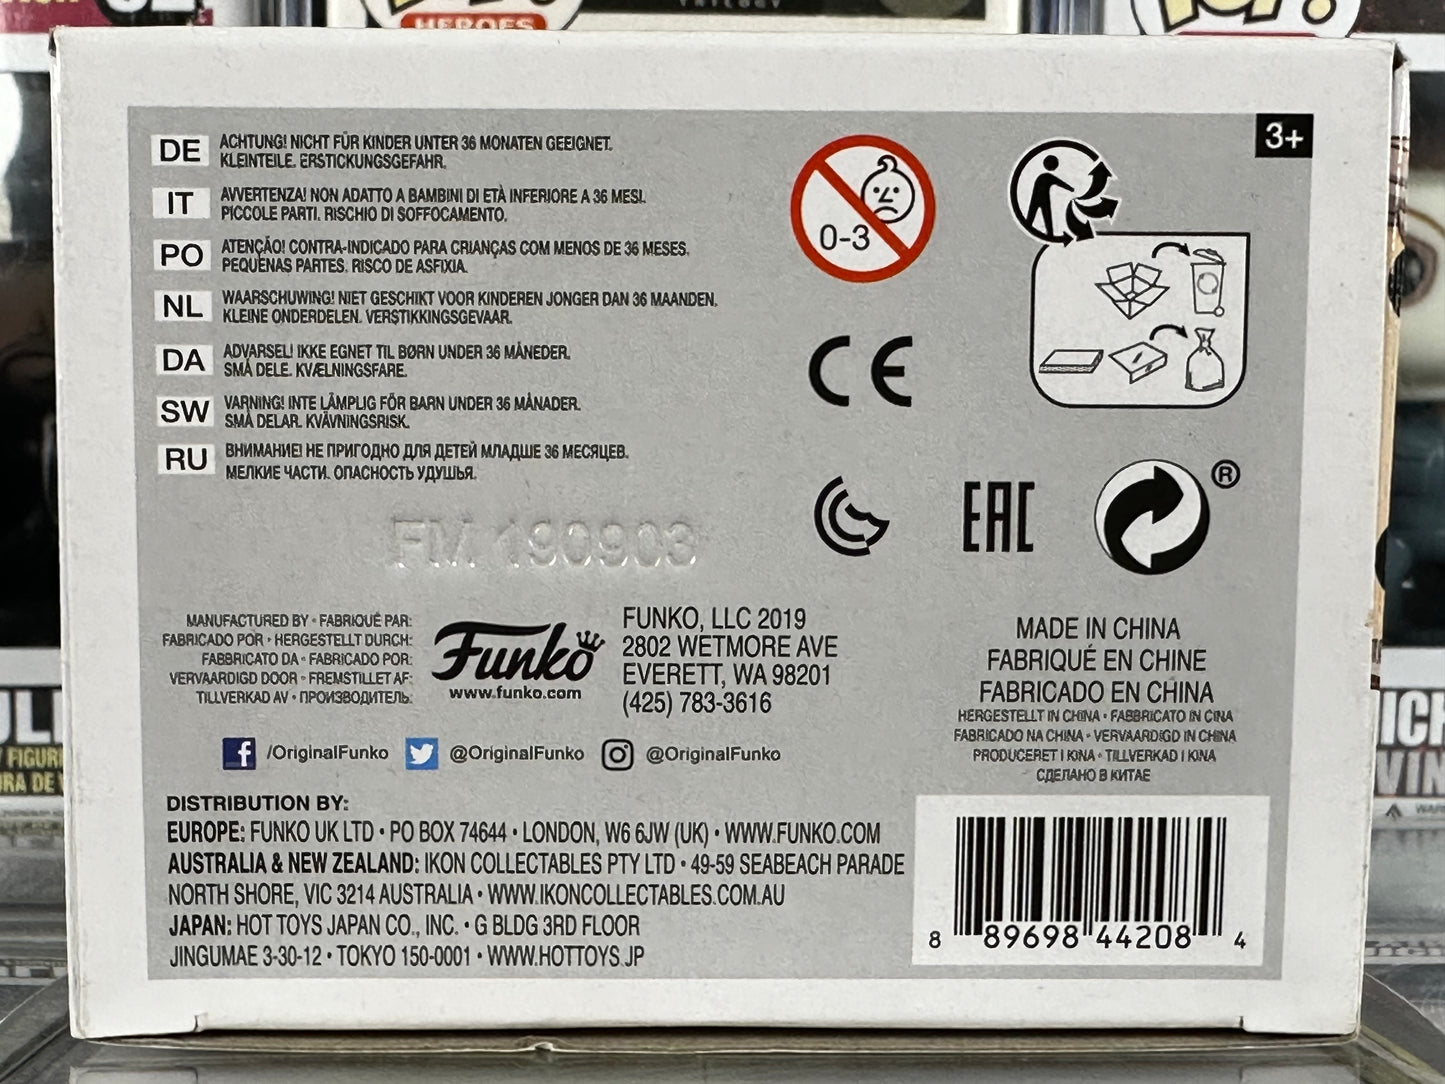 HEROES
TRILOGY
3+
DE ACHTUNG! NICHT FÜR KINDER UNTER 36 MONATEN GEEIGNET.
KLEINTEILE. ERSTICKUNGSGEFAHR.
IT AVVERTENZA! NON ADATTO A BAMBINI DI ETÀ INFERIORE A 36 MESI.
PICCOLE PARTI. RISCHIO DI SOFFOCAMENTO.
PO ATENÇÃO! CONTRA-INDICADO PARA CRIANÇAS COM MENOS DE 36 MESES.
PEQUENAS PARTES. RISCO DE ASFIXIA.
NL WAARSCHUWING! NIET GESCHIKT VOOR KINDEREN JONGER DAN 36 MAANDEN.
KLEINE ONDERDELEN. VERSTIKKINGSGEVAAR.
DA ADVARSEL! IKKE EGNET TIL BØRN UNDER 36 MÅNEDER.
SMÅ DELE. KVÆLNINGSFARE.
SW VARNING! INTE LÄMPLIG FÖR BARN UNDER 36 MÅNADER.
SMÅ DELAR. KVÄVNINGSRISK.
RU ВНИМАНИЕ! НЕ ПРИГОДНО ДЛЯ ДЕТЕЙ МЛАДШЕ 36 МЕСЯЦЕВ.
МЕЛКИЕ ЧАСТИ. ОПАСНОСТЬ УДУШЬЯ.
0-3
CE
EAC
®
FM 190903
MANUFACTURED BY • FABRIQUÉ PAR:
FABRICADO POR • HERGESTELLT DURCH:
FABBRICATO DA • FABRICADO POR:
VERVAARDIGD DOOR • FREMSTILLET AF:
TILLVERKAD AV • ПРОИЗВОДИТЕЛЬ:
Funko
www.funko.com
FUNKO, LLC 2019
2802 WETMORE AVE
EVERETT, WA 98201
(425) 783-3616
MADE IN CHINA
FABRIQUÉ EN CHINE
FABRICADO EN CHINA
HERGESTELLT IN CHINA • FABBRICATO IN CINA
FABRICADO NA CHINA • VERVAARDIGD IN CHINA
PRODUCERET I KINA • TILLVERKAD I KINA
СДЕЛАНО В КИТАЕ
f /OriginalFunko @OriginalFunko @OriginalFunko
DISTRIBUTION BY:
EUROPE: FUNKO UK LTD • PO BOX 74644 • LONDON, W6 6JW (UK) • WWW.FUNKO.COM
AUSTRALIA & NEW ZEALAND: IKON COLLECTABLES PTY LTD • 49-59 SEABEACH PARADE
NORTH SHORE, VIC 3214 AUSTRALIA • WWW.IKONCOLLECTABLES.COM.AU
JAPAN: HOT TOYS JAPAN CO., INC. • G BLDG 3RD FLOOR
JINGUMAE 3-30-12 • TOKYO 150-0001 • WWW.HOTTOYS.JP
8 89698 44208 4